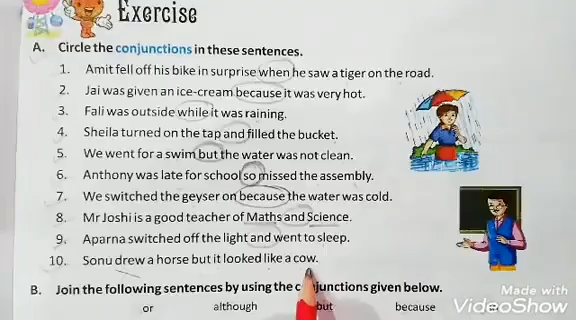 Exercise
A. Circle the conjunctions in these sentences.
1. Amit fell off his bike in surprise when he saw a tiger on the road.
2. Jai was given an ice-cream because it was very hot.
3. Fali was outside while it was raining.
4. Sheila turned on the tap and filled the bucket.
5. We went for a swim but the water was not clean.
6. Anthony was late for school so missed the assembly.
7. We switched the geyser on because the water was cold.
8. Mr Joshi is a good teacher of Maths and Science.
9. Aparna switched off the light and went to sleep.
10. Sonu drew a horse but it looked like a cow.
B. Join the following sentences by using the junctions given below.
or although but because
Made with
VideoShow